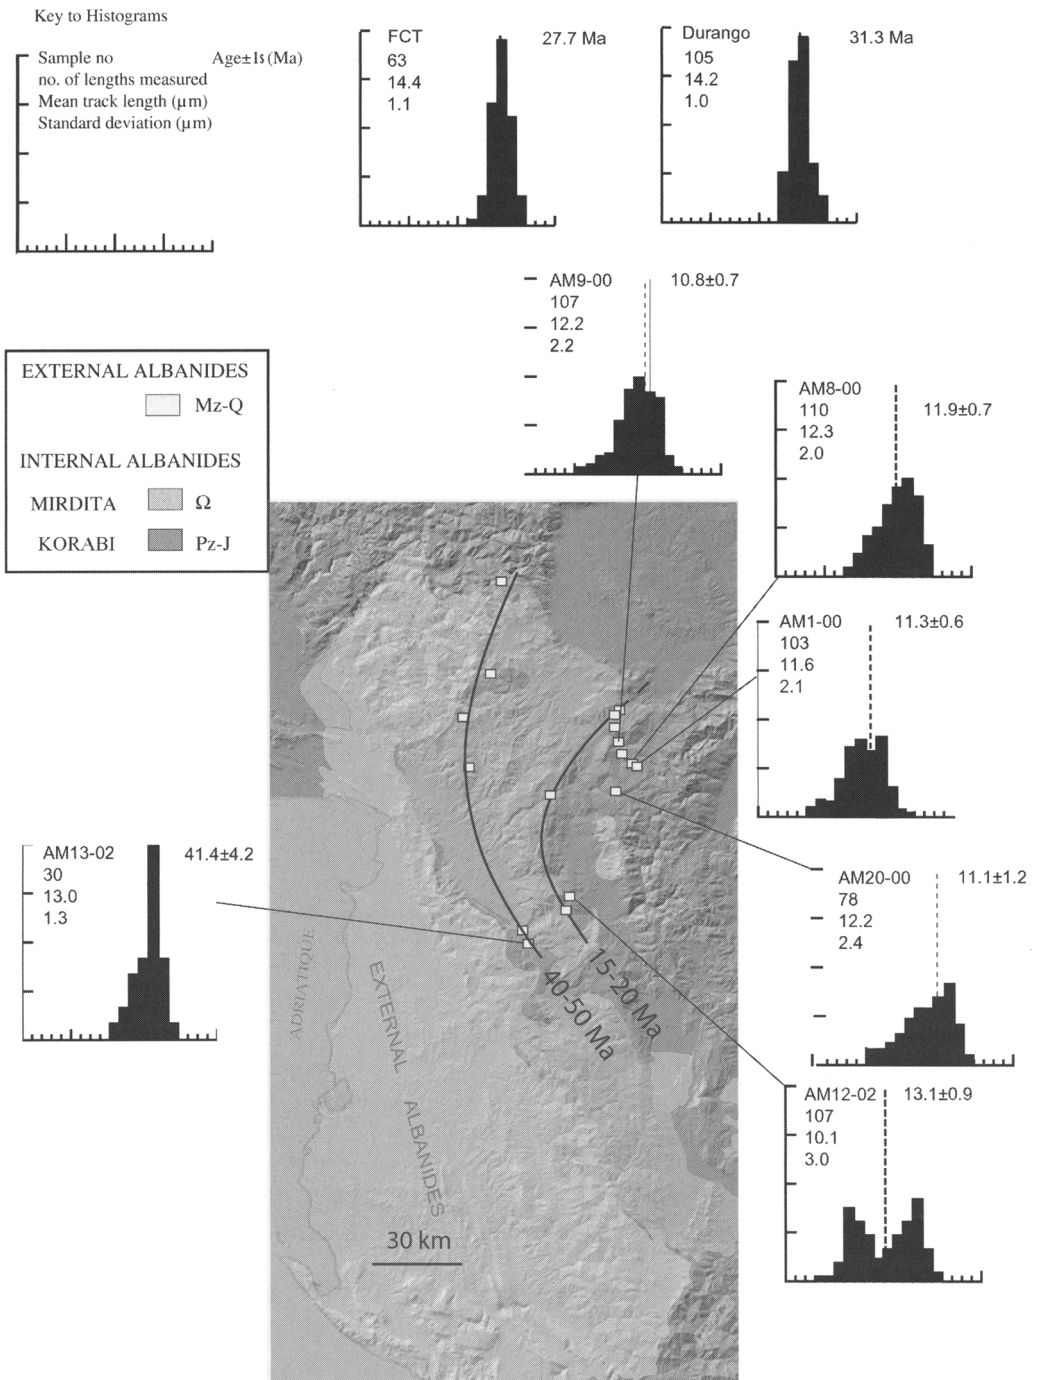 Key to Histograms
Sample no Age±1s (Ma)
no. of lengths measured
Mean track length (µm)
Standard deviation (µm)
FCT 27.7 Ma
63
14.4
1.1
Durango 31.3 Ma
105
14.2
1.0
AM9-00 10.8±0.7
107
12.2
2.2
EXTERNAL ALBANIDES
Mz-Q
INTERNAL ALBANIDES
MIRDITA Ω
KORABI Pz-J
AM8-00 11.9±0.7
110
12.3
2.0
AM1-00 11.3±0.6
103
11.6
2.1
AM13-02 41.4±4.2
30
13.0
1.3
AM20-00 11.1±1.2
78
12.2
2.4
AM12-02 13.1±0.9
107
10.1
3.0
ADRIATIQUE
EXTERNAL
ALBANIDES
40-50 Ma
15-20 Ma
30 km